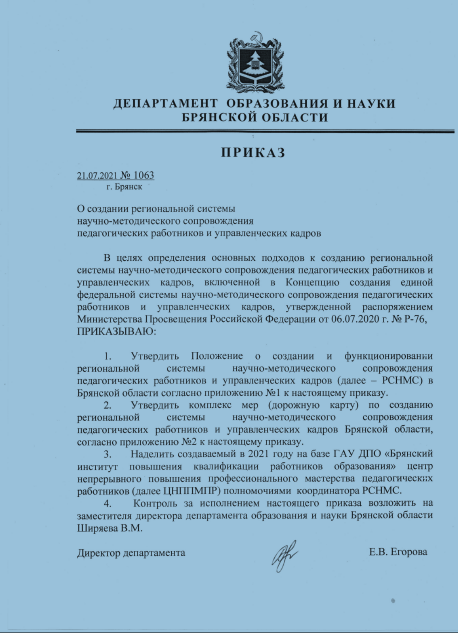 ДЕПАРТАМЕНТ ОБРАЗОВАНИЯ И НАУКИ
БРЯНСКОЙ ОБЛАСТИ
ПРИКАЗ
21.07.2021 № 1063
г. Брянск
О создании региональной системы
научно-методического сопровождения
педагогических работников и управленческих кадров
В целях определения основных подходов к созданию региональной
системы научно-методического сопровождения педагогических работников и
управленческих кадров, включенной в Концепцию создания единой
федеральной системы научно-методического сопровождения педагогических
работников и управленческих кадров, утвержденной распоряжением
Министерства Просвещения Российской Федерации от 06.07.2020 г. № Р-76,
ПРИКАЗЫВАЮ:
1. Утвердить Положение о создании и функционировании
региональной системы научно-методического сопровождения
педагогических работников и управленческих кадров (далее – РСНМС) в
Брянской области согласно приложению №1 к настоящему приказу.
2. Утвердить комплекс мер (дорожную карту) по созданию
региональной системы научно-методического сопровождения
педагогических работников и управленческих кадров Брянской области,
согласно приложению №2 к настоящему приказу.
3. Наделить создаваемый в 2021 году на базе ГАУ ДПО «Брянский
институт повышения квалификации работников образования» центр
непрерывного повышения профессионального мастерства педагогических
работников (далее ЦНППМПР) полномочиями координатора РСНМС.
4. Контроль за исполнением настоящего приказа возложить на
заместителя директора департамента образования и науки Брянской области
Ширяева В.М.
Директор департамента Е.В. Егорова